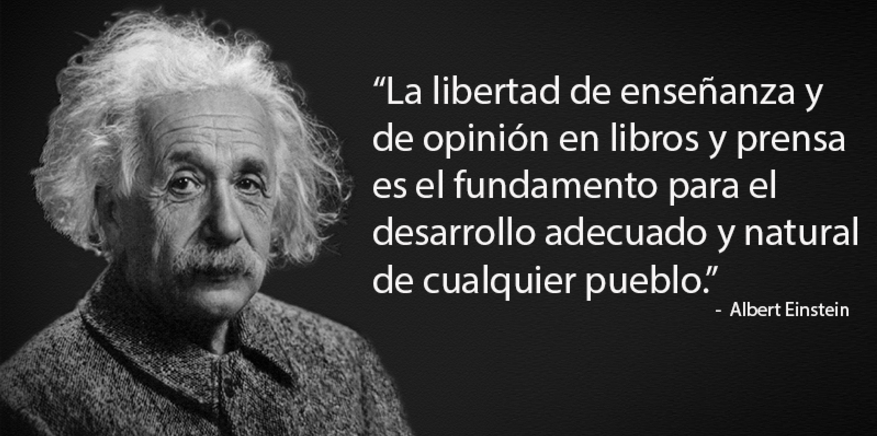 “La libertad de enseñanza y
de opinión en libros y prensa
es el fundamento para el
desarrollo adecuado y natural
de cualquier pueblo.”
- Albert Einstein